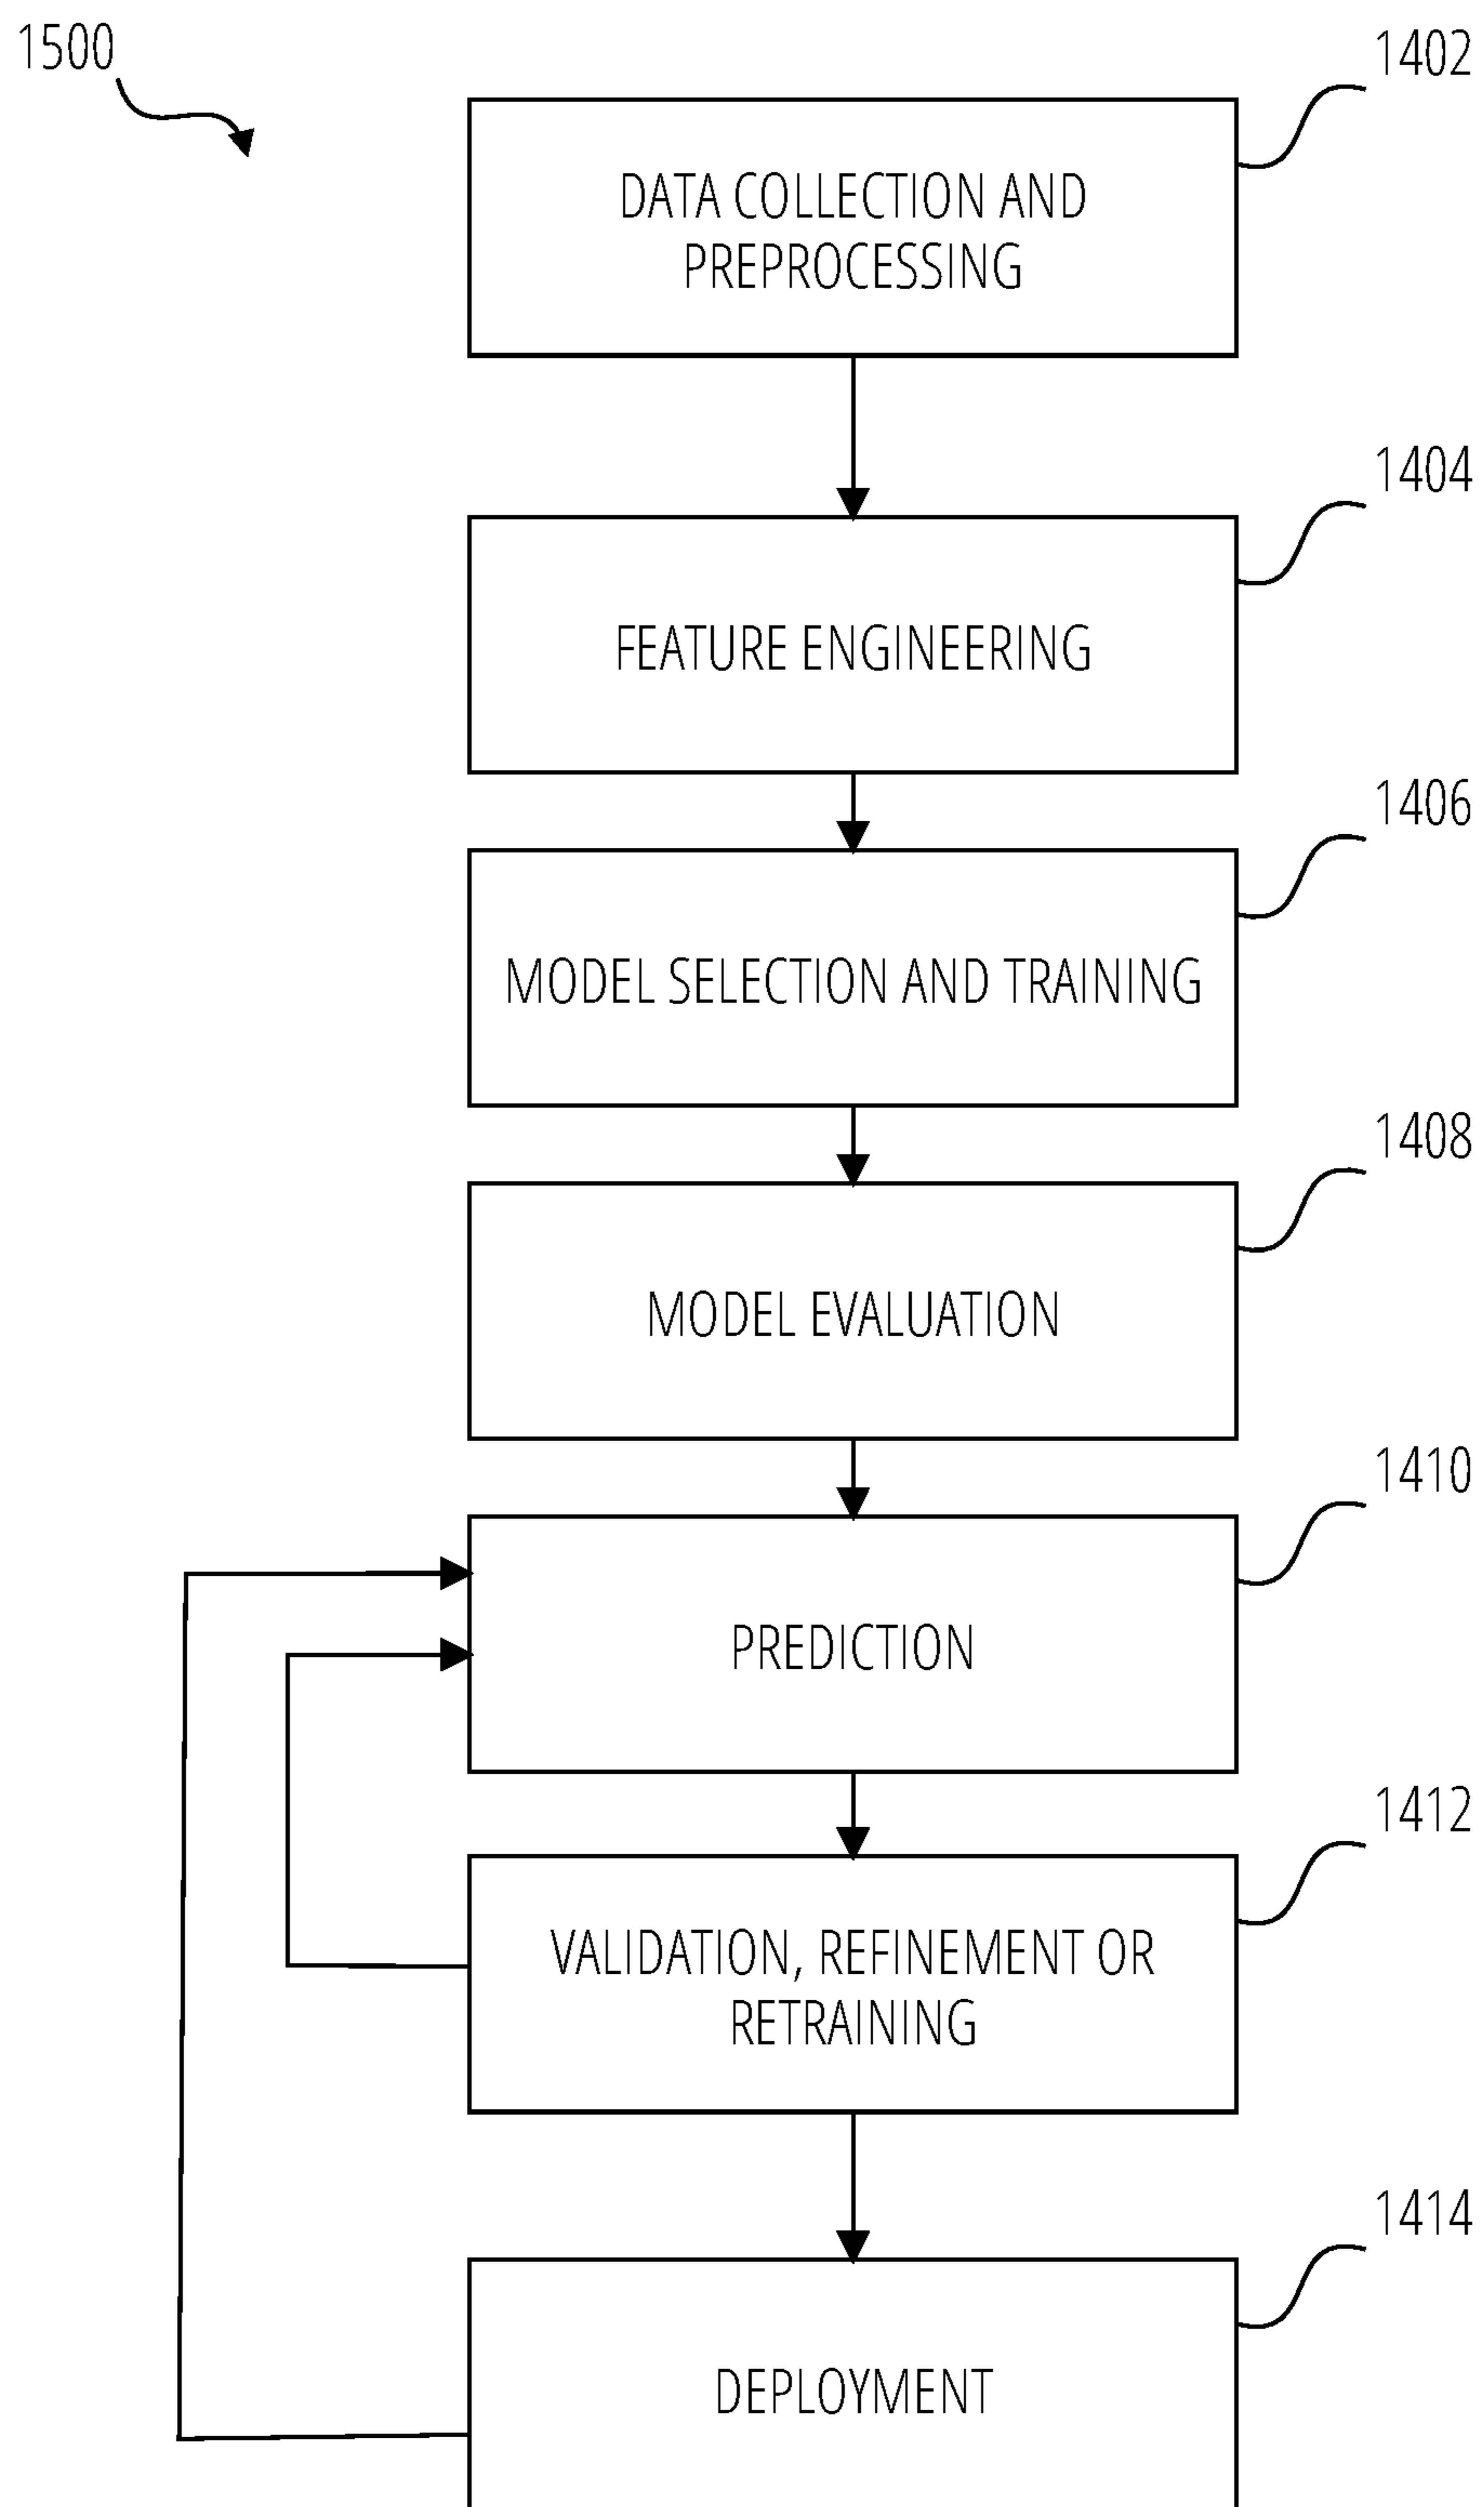 1500
1402
DATA COLLECTION AND
PREPROCESSING
1404
FEATURE ENGINEERING
1406
MODEL SELECTION AND TRAINING
1408
MODEL EVALUATION
1410
PREDICTION
1412
VALIDATION, REFINEMENT OR
RETRAINING
1414
DEPLOYMENT